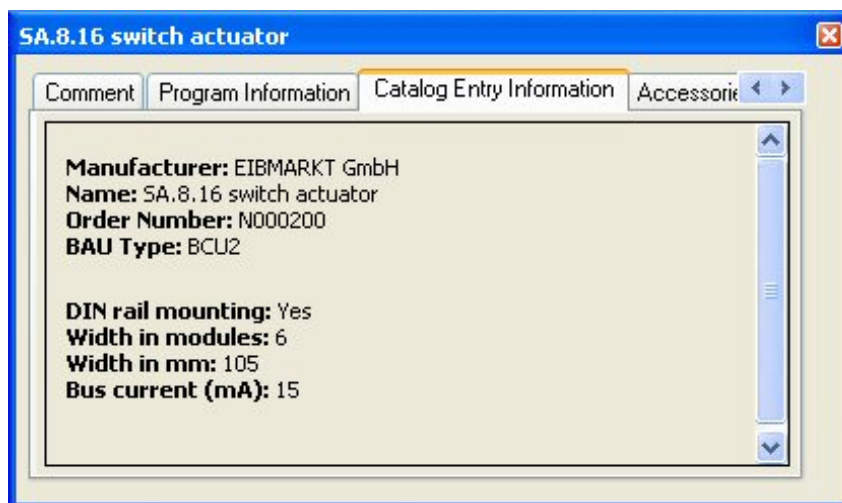 SA.8.16 switch actuator
Comment Program Information Catalog Entry Information Accessorie
Manufacturer: EIBMARKT GmbH
Name: SA.8.16 switch actuator
Order Number: N000200
BAU Type: BCU2
DIN rail mounting: Yes
Width in modules: 6
Width in mm: 105
Bus current (mA): 15